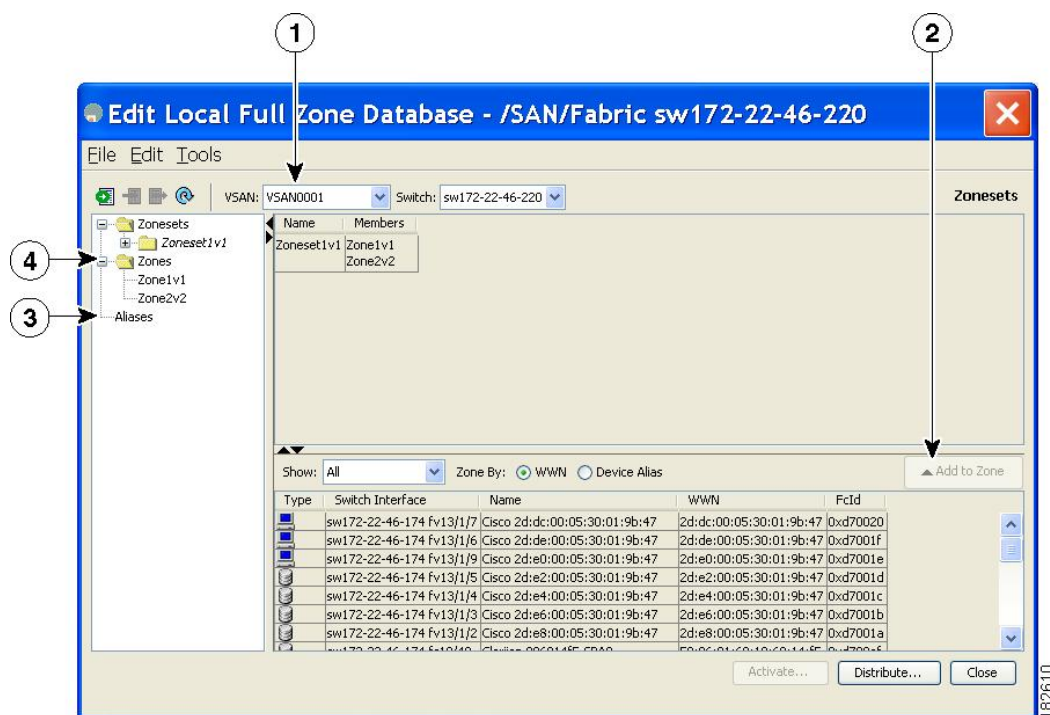 1
2
Edit Local Full Zone Database - /SAN/Fabric sw172-22-46-220
File Edit Tools
VSAN: VSAN0001 Switch: sw172-22-46-220 Zonesets
Zonesets
Zoneset1v1
4
Zones
Zone1v1
Zone2v2
3
Aliases
Name Members
Zoneset1v1 Zone1v1
Zone2v2
2
Show: All Zone By: WWN Device Alias Add to Zone
Type Switch Interface Name WWN FcId
sw172-22-46-174 fv13/1/7 Cisco 2d:dc:00:05:30:01:9b:47 2d:dc:00:05:30:01:9b:47 0xd70020
sw172-22-46-174 fv13/1/6 Cisco 2d:de:00:05:30:01:9b:47 2d:de:00:05:30:01:9b:47 0xd7001f
sw172-22-46-174 fv13/1/9 Cisco 2d:e0:00:05:30:01:9b:47 2d:e0:00:05:30:01:9b:47 0xd7001e
sw172-22-46-174 fv13/1/5 Cisco 2d:e2:00:05:30:01:9b:47 2d:e2:00:05:30:01:9b:47 0xd7001d
sw172-22-46-174 fv13/1/4 Cisco 2d:e4:00:05:30:01:9b:47 2d:e4:00:05:30:01:9b:47 0xd7001c
sw172-22-46-174 fv13/1/3 Cisco 2d:e6:00:05:30:01:9b:47 2d:e6:00:05:30:01:9b:47 0xd7001b
sw172-22-46-174 fv13/1/2 Cisco 2d:e8:00:05:30:01:9b:47 2d:e8:00:05:30:01:9b:47 0xd7001a
Activate... Distribute... Close
182610